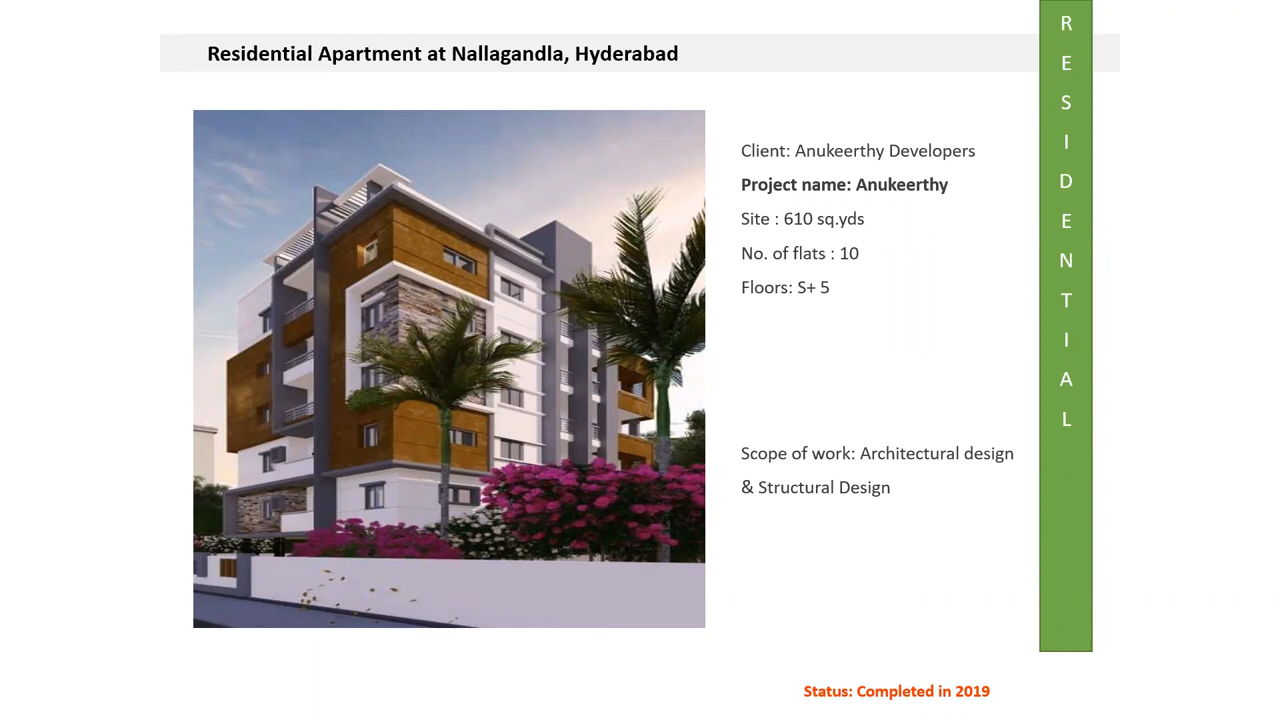 Residential Apartment at Nallagandla, Hyderabad
Client: Anukeerthy Developers
Project name: Anukeerthy
Site : 610 sq.yds
No. of flats : 10
Floors: S+ 5
Scope of work: Architectural design
& Structural Design
Status: Completed in 2019
RESIDENTIAL